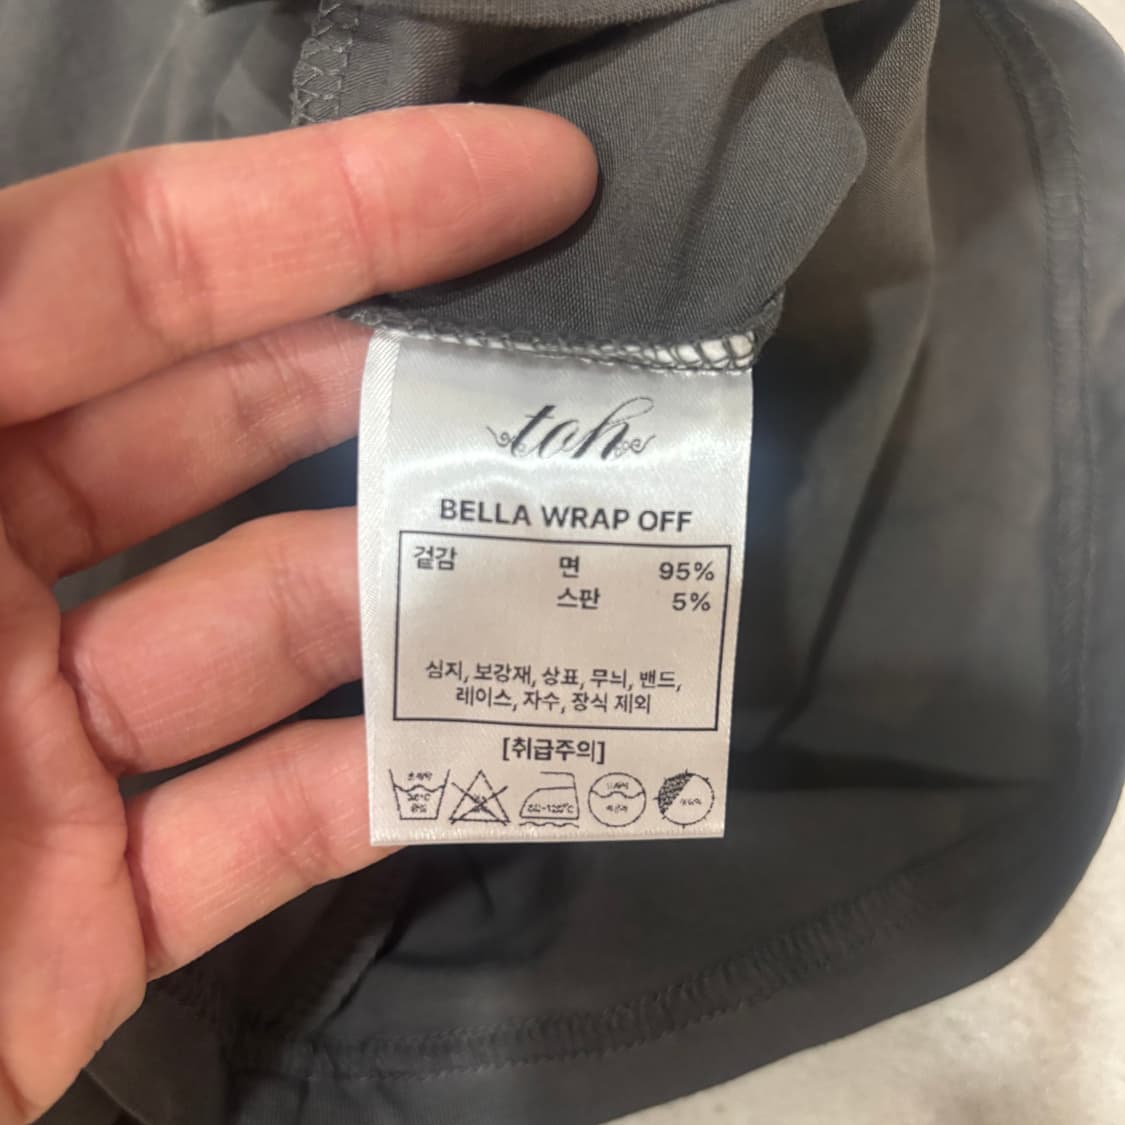 toh
BELLA WRAP OFF
겉감 면 95%
스판 5%
심지, 보강재, 상표, 무늬, 밴드,
레이스, 자수, 장식 제외
[취급주의]